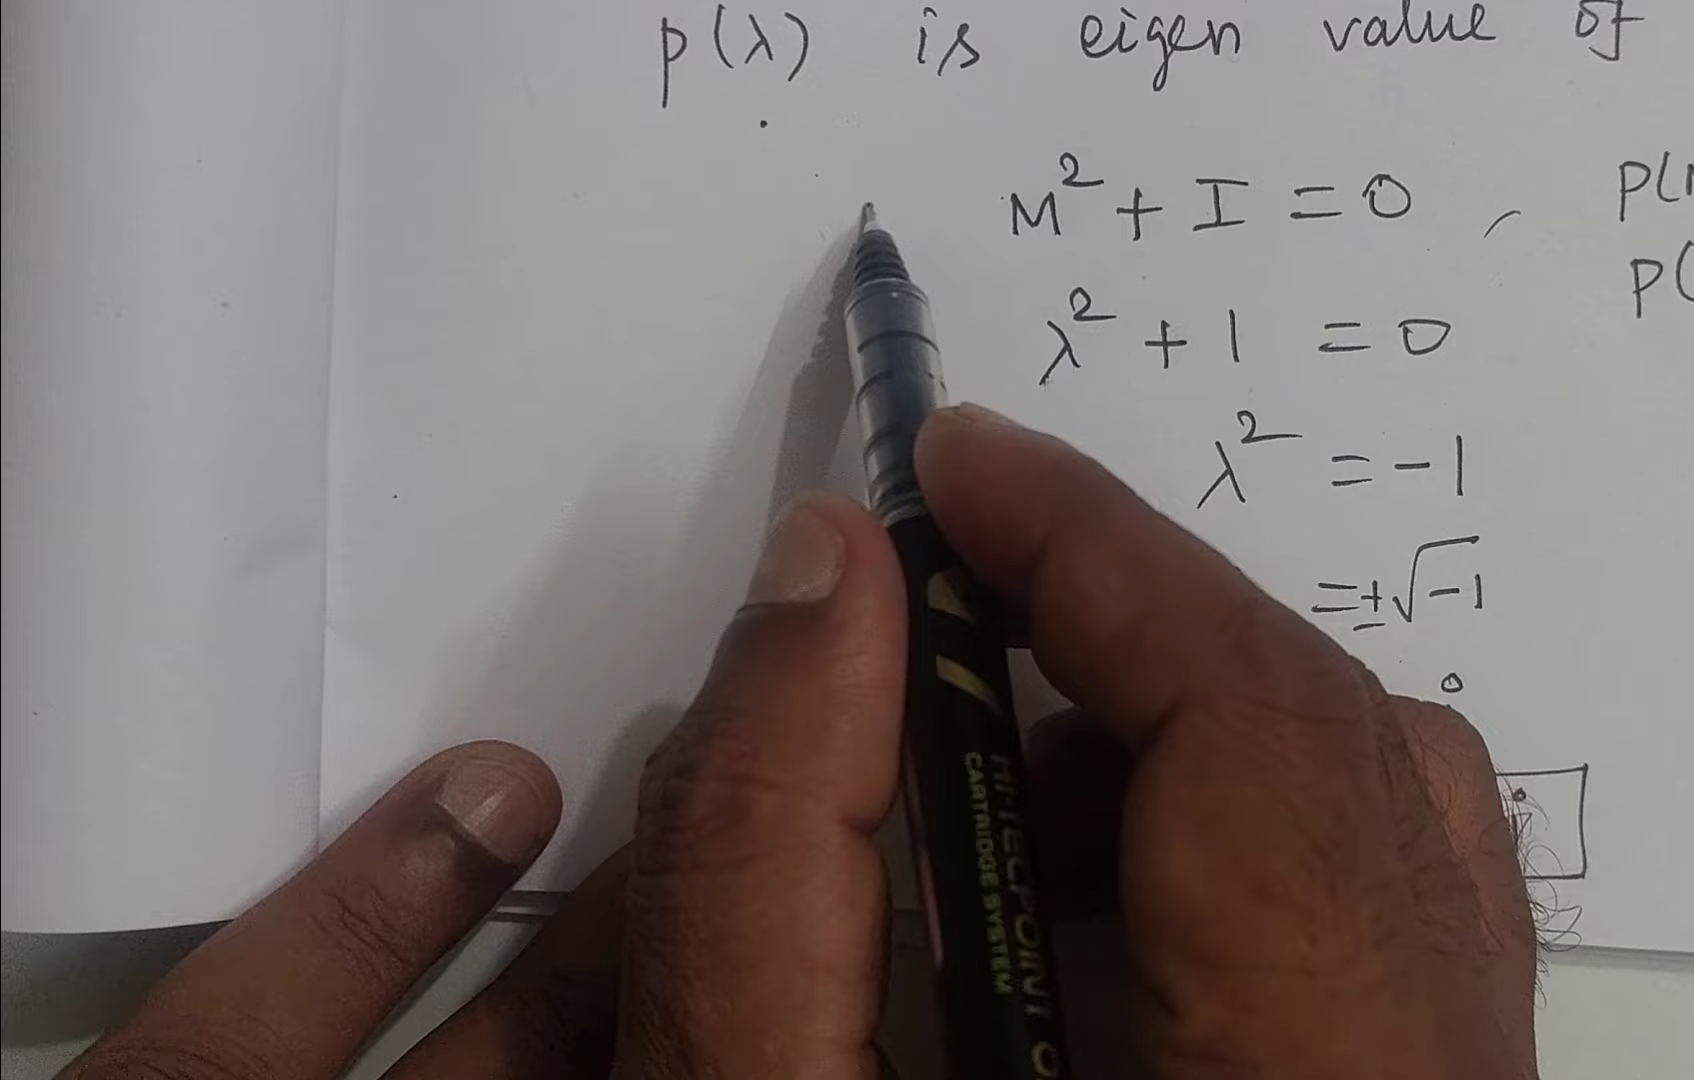 p(λ) is eigen value of
M² + I = 0 ,
λ² + 1 = 0
λ² = -1
= ± √-1
HI-TECPOINT
CARTRIDGE SYSTEM